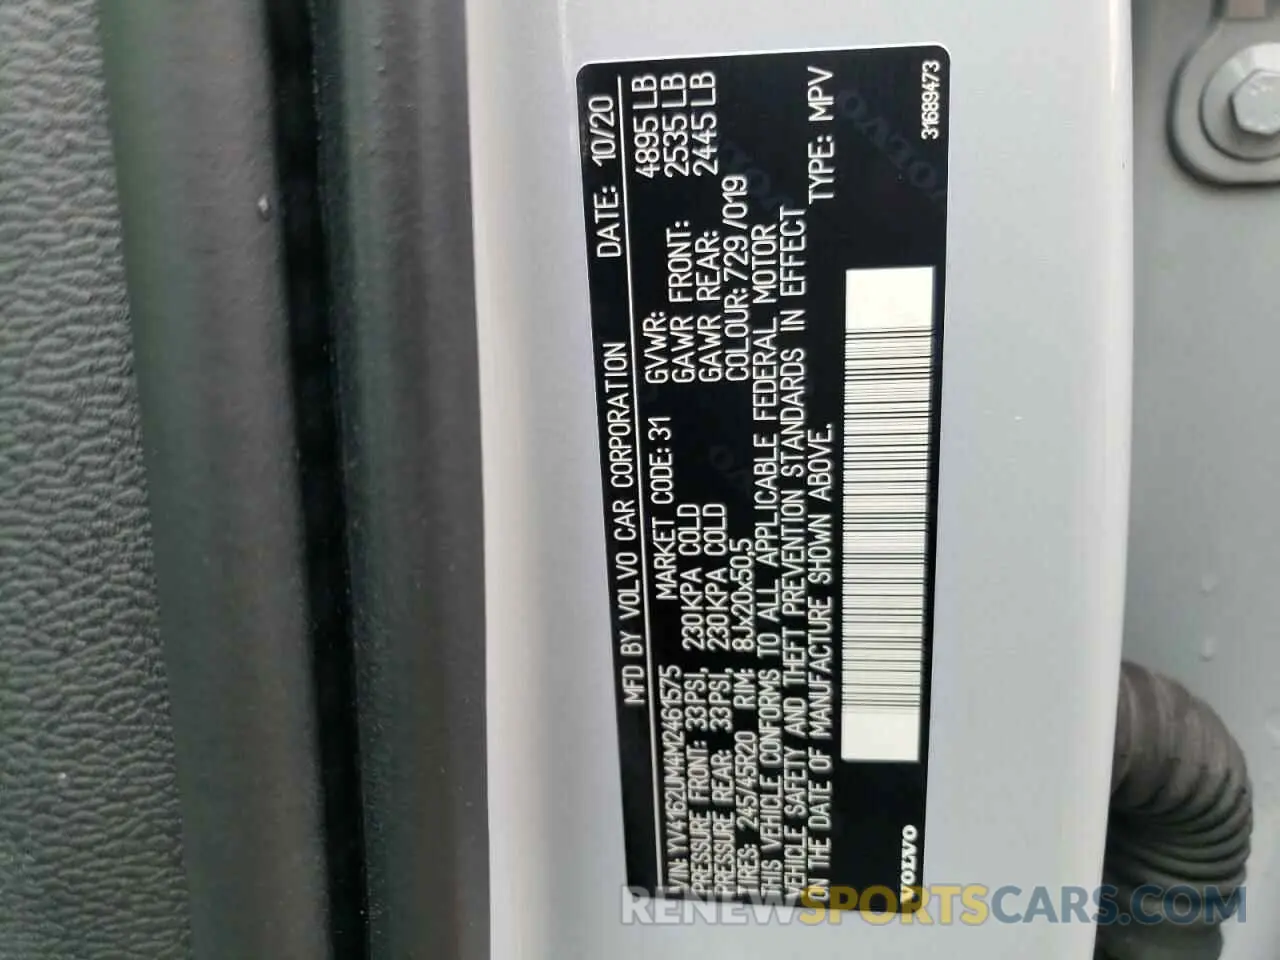 MFD BY VOLVO CAR CORPORATION DATE: 10/20
MARKET CODE: 31 GVWR: 4895 LB
VIN: YV4162UM4M2461575 GAWR FRONT: 2535 LB
PRESSURE FRONT: 33PSI, 230KPA COLD GAWR REAR: 2445 LB
PRESSURE REAR: 33PSI, 230KPA COLD COLOUR: 729 /019
TIRES: 245/45R20 RIM: 8Jx20x50,5
THIS VEHICLE CONFORMS TO ALL APPLICABLE FEDERAL MOTOR
VEHICLE SAFETY AND THEFT PREVENTION STANDARDS IN EFFECT
ON THE DATE OF MANUFACTURE SHOWN ABOVE. TYPE: MPV
VOLVO
31689473
RENEWSPORTSCARS.COM